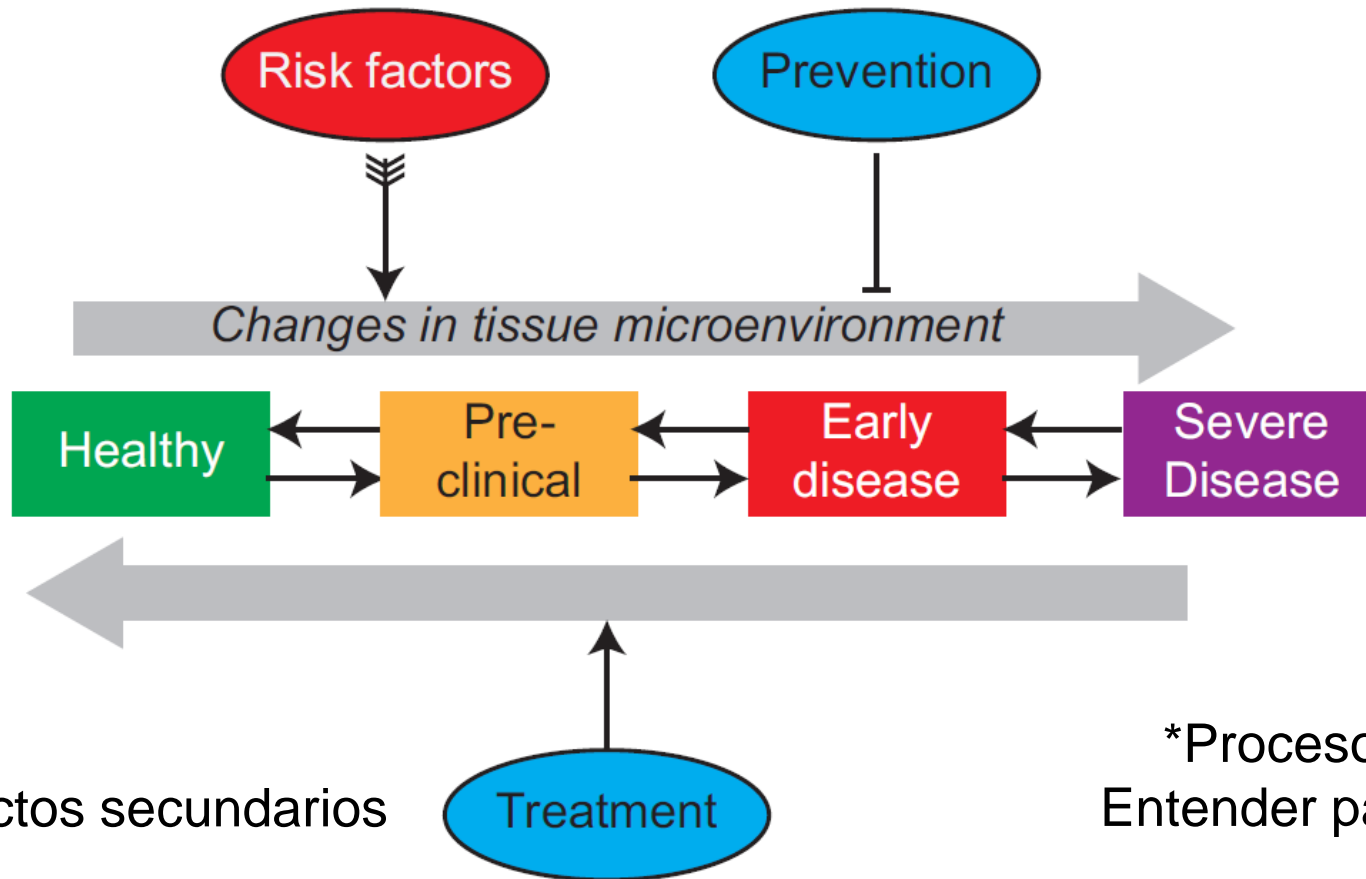 Risk factors
Prevention
Changes in tissue microenvironment
Healthy
Pre-
clinical
Early
disease
Severe
Disease
*Proceso
ctos secundarios
Treatment
Entender pa